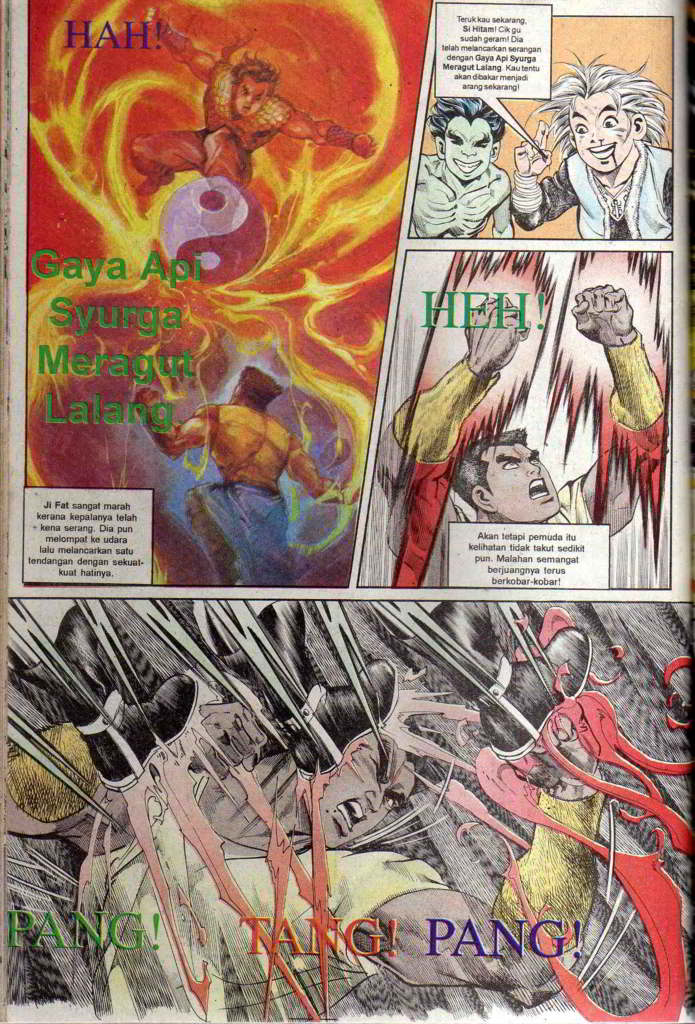 HAH!
Gaya Api
Syurga
Meragut
Lalang
Ji Fat sangat marah
kerana kepalanya telah
kena serang. Dia pun
melompat ke udara
lalu melancarkan satu
tendangan dengan sekuat-
kuat hatinya.
Teruk kau sekarang,
Si Hitam! Cik gu
sudah geram! Dia
telah melancarkan serangan
dengan Gaya Api Syurga
Meragut Lalang. Kau tentu
akan dibakar menjadi
arang sekarang!
HEH!
Akan tetapi pemuda itu
kelihatan tidak takut sedikit
pun. Malahan semangat
berjuangnya terus
berkobar-kobar!
PANG! TANG! PANG!